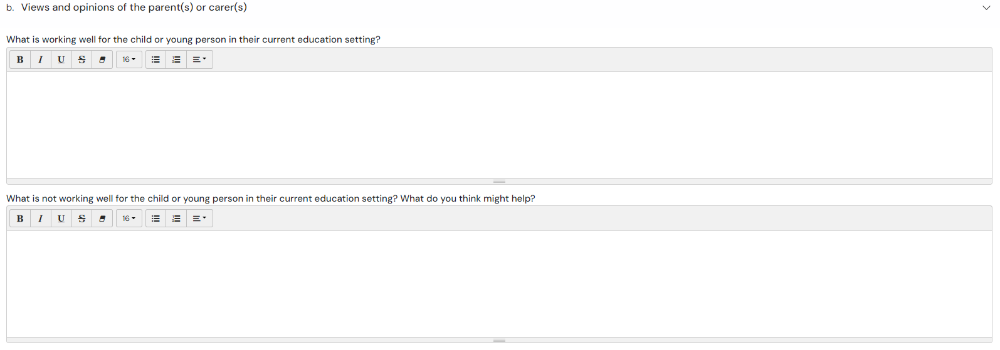 b. Views and opinions of the parent(s) or carer(s)
What is working well for the child or young person in their current education setting?
B I U S 16
What is not working well for the child or young person in their current education setting? What do you think might help?
B I U S 16